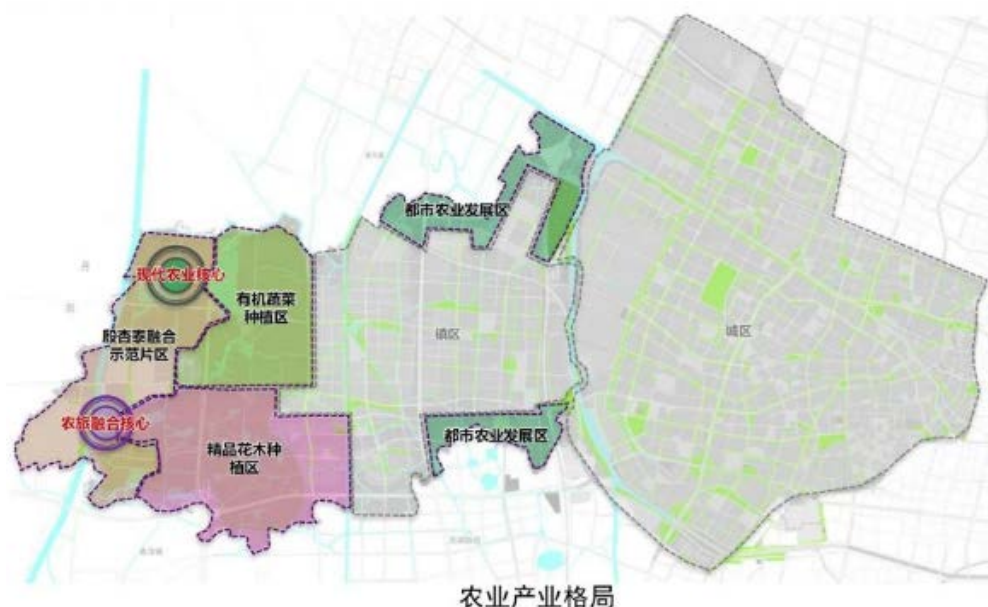 都市农业发展区
现代农业核心
有机蔬菜
种植区
殷杏泰融合
示范片区
镇区
城区
农旅融合核心
精品花木种
植区
都市农业发展区
农业产业格局